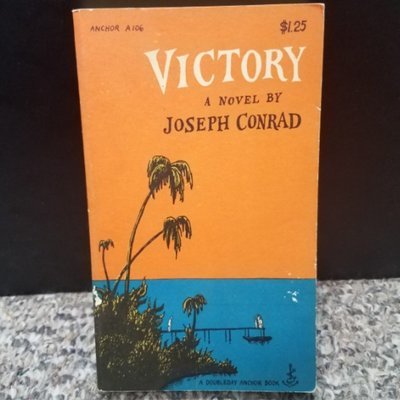 ANCHOR A106
$1.25
VICTORY
A NOVEL BY
JOSEPH CONRAD
A DOUBLEDAY ANCHOR BOOK